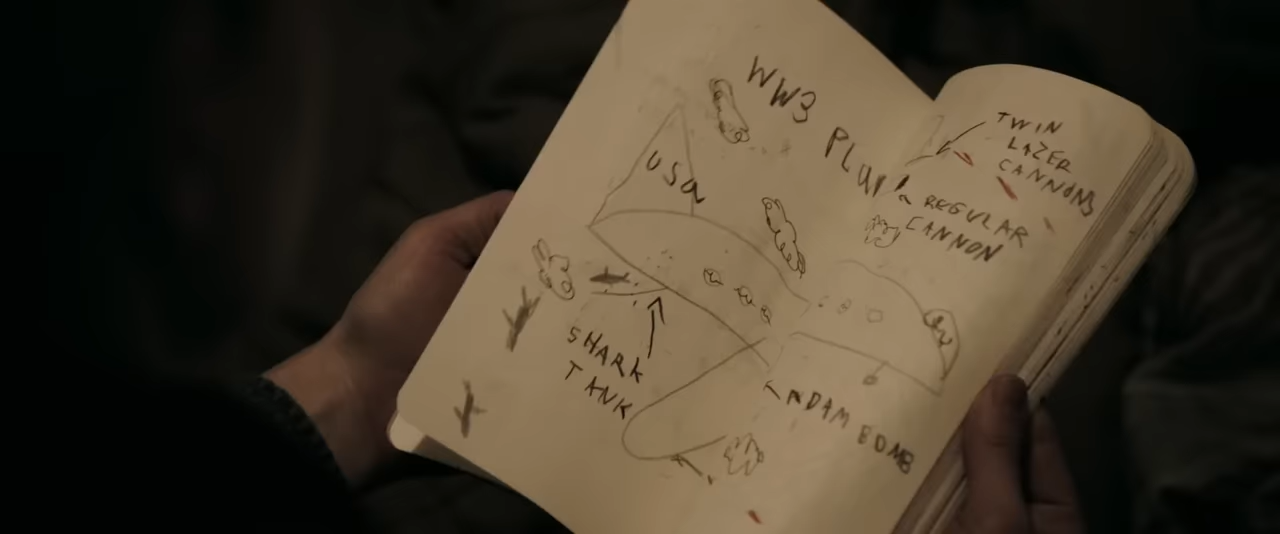 WW3 PLan
TWIN
LAZER
CANNONS
REGULAR
CANNON
USa
SHARK
TANK
ADAM BOMB